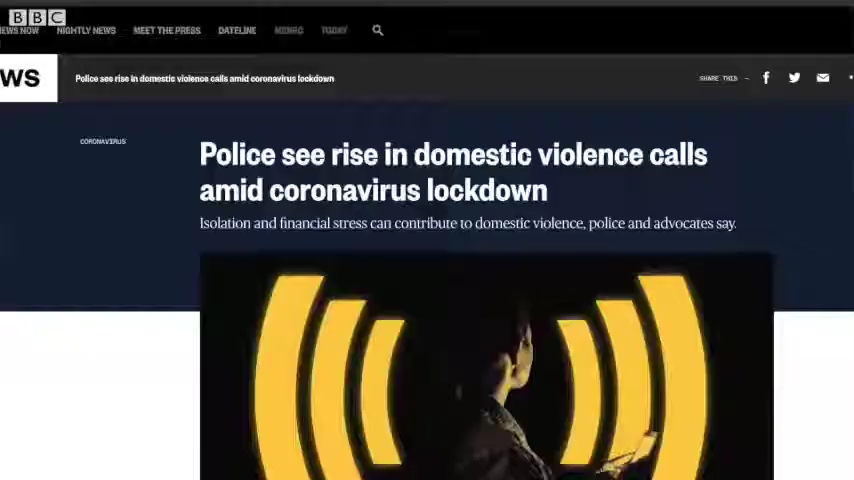 BBC
EWS NOW NIGHTLY NEWS MEET THE PRESS DATELINE MSNBC TODAY
WS Police see rise in domestic violence calls amid coronavirus lockdown SHARE THIS –
CORONAVIRUS
Police see rise in domestic violence calls
amid coronavirus lockdown
Isolation and financial stress can contribute to domestic violence, police and advocates say.